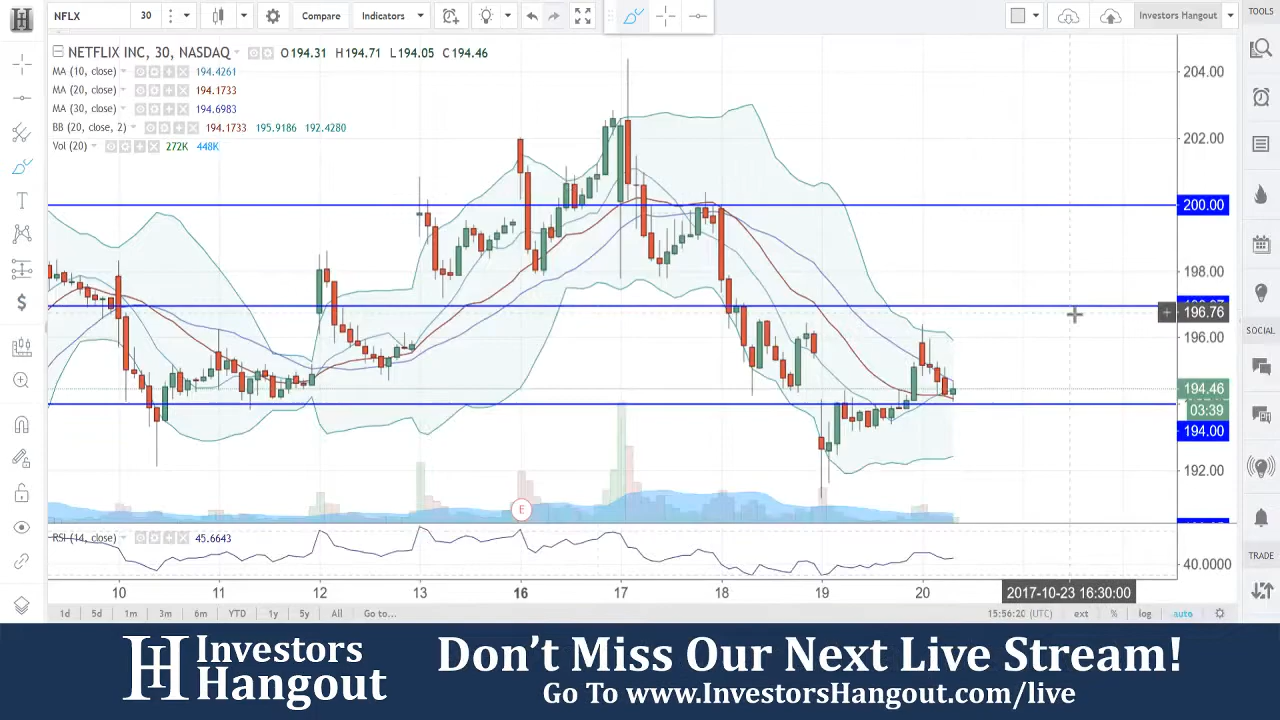 NFLX 30 Compare Indicators Investors Hangout TOOLS
NETFLIX INC, 30, NASDAQ O194.31 H194.71 L194.05 C194.46
MA (10, close) 194.4261
MA (20, close) 194.1733
MA (30, close) 194.6983
BB (20, close, 2) 194.1733 195.9186 192.4280
Vol (20) 272K 448K
204.00
202.00
200.00
198.00
196.76
196.00
194.46
03:39
194.00
192.00
E
RSI (14, close) 45.6643
40.0000
SOCIAL
TRADE
10 11 12 13 16 17 18 19 20 2017-10-23 16:30:00
1d 5d 1m 3m 6m YTD 1y 5y All Go to... 15:56:20 (UTC) ext % log auto
H Investors Hangout
Don't Miss Our Next Live Stream!
Go To www.InvestorsHangout.com/live